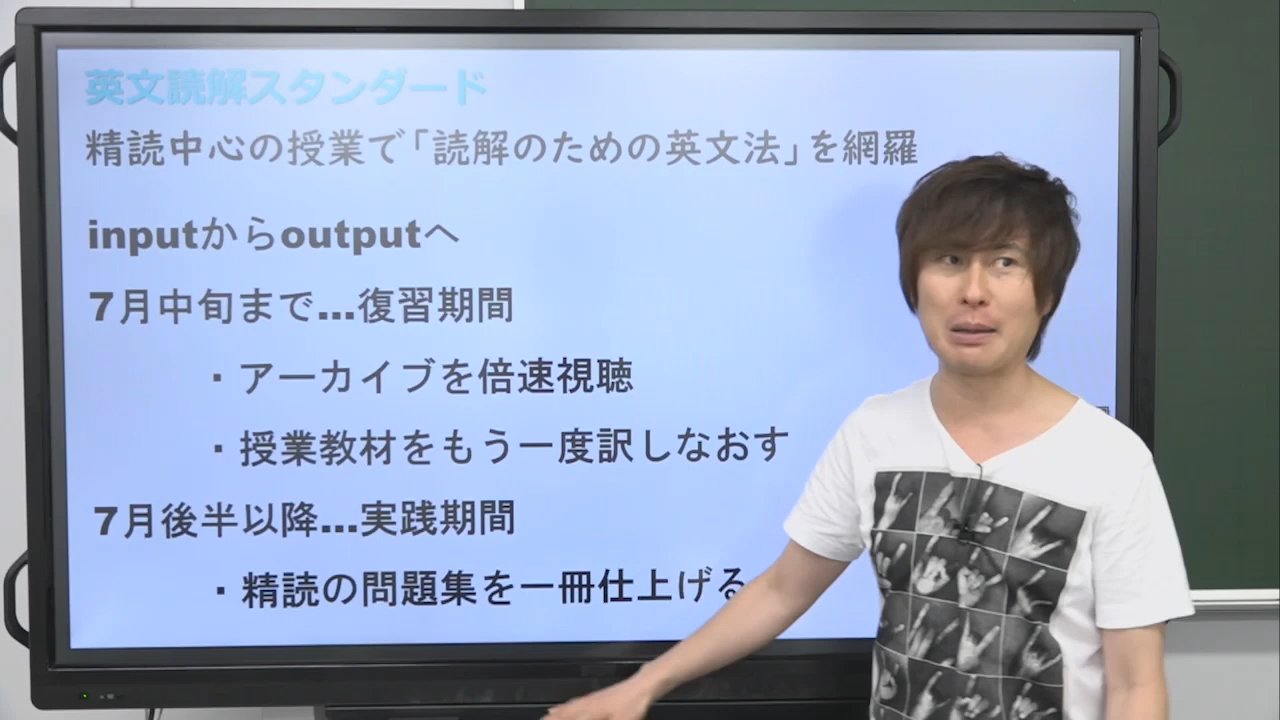 英文読解スタンダード
精読中心の授業で「読解のための英文法」を網羅
inputからoutputへ
7月中旬まで…復習期間
・アーカイブを倍速視聴
・授業教材をもう一度訳しなおす
7月後半以降…実践期間
・精読の問題集を一冊仕上げる